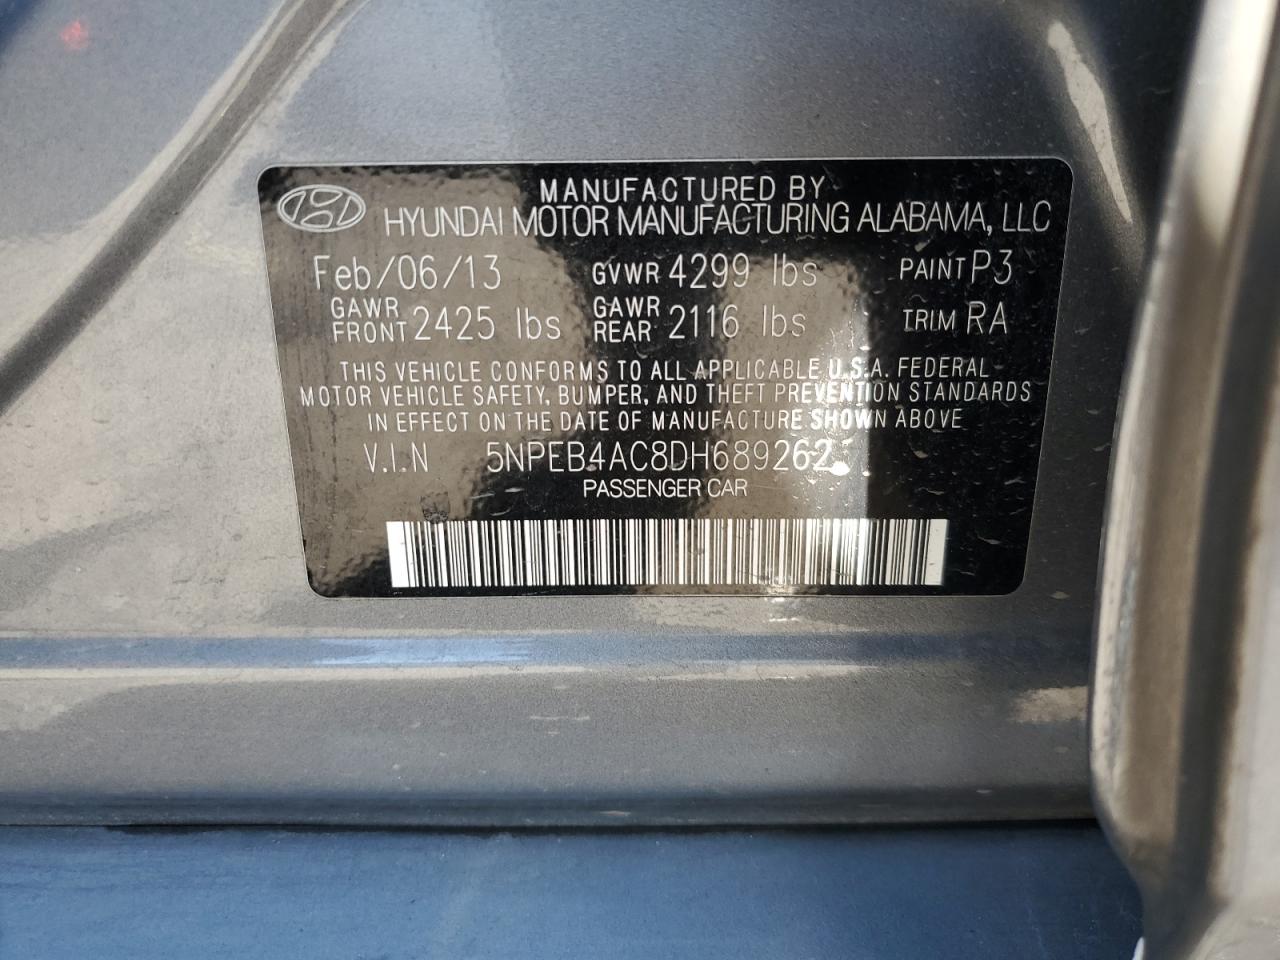 MANUFACTURED BY
HYUNDAI MOTOR MANUFACTURING ALABAMA, LLC
Feb/06/13 GVWR 4299 lbs PAINT P3
GAWR FRONT 2425 lbs GAWR REAR 2116 lbs TRIM RA
THIS VEHICLE CONFORMS TO ALL APPLICABLE U.S.A. FEDERAL
MOTOR VEHICLE SAFETY, BUMPER, AND THEFT PREVENTION STANDARDS
IN EFFECT ON THE DATE OF MANUFACTURE SHOWN ABOVE
V.I.N 5NPEB4AC8DH689262
PASSENGER CAR